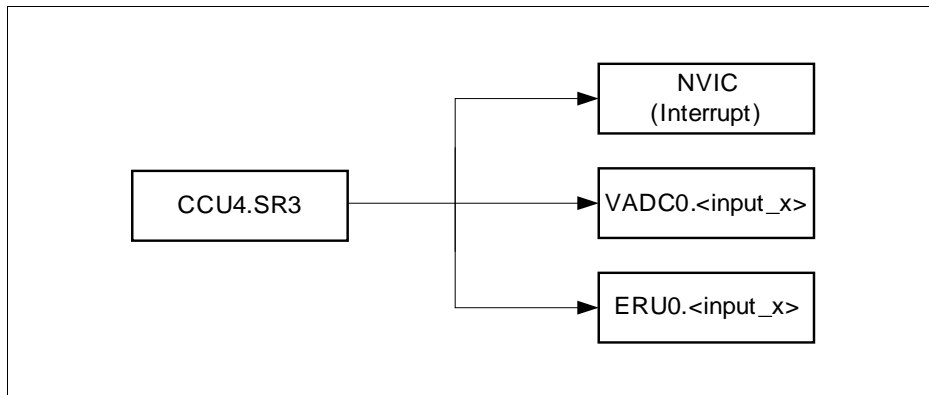 NVIC
(Interrupt)
CCU4.SR3
VADC0.<input_x>
ERU0.<input_x>